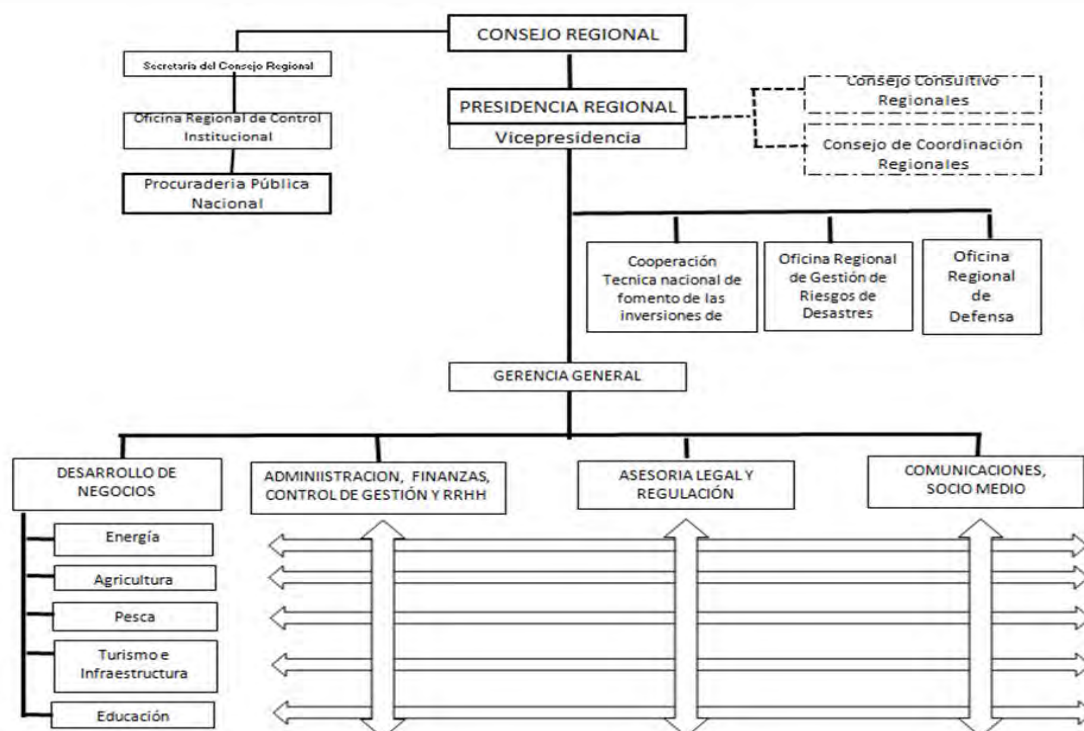 CONSEJO REGIONAL
Secretaria del Consejo Regional
Oficina Regional de Control
Institucional
Procuraderia Pública
Nacional
PRESIDENCIA REGIONAL
Vicepresidencia
Consejo Consultivo
Regionales
Consejo de Coordinación
Regionales
Cooperación
Tecnica nacional de
fomento de las
inversiones de
Oficina Regional
de Gestión de
Riesgos de
Desastres
Oficina
Regional
de
Defensa
GERENCIA GENERAL
DESARROLLO DE
NEGOCIOS
ADMINIISTRACION, FINANZAS,
CONTROL DE GESTIÓN Y RRHH
ASESORIA LEGAL Y
REGULACIÓN
COMUNICACIONES,
SOCIO MEDIO
Energía
Agricultura
Pesca
Turismo e
Infraestructura
Educación